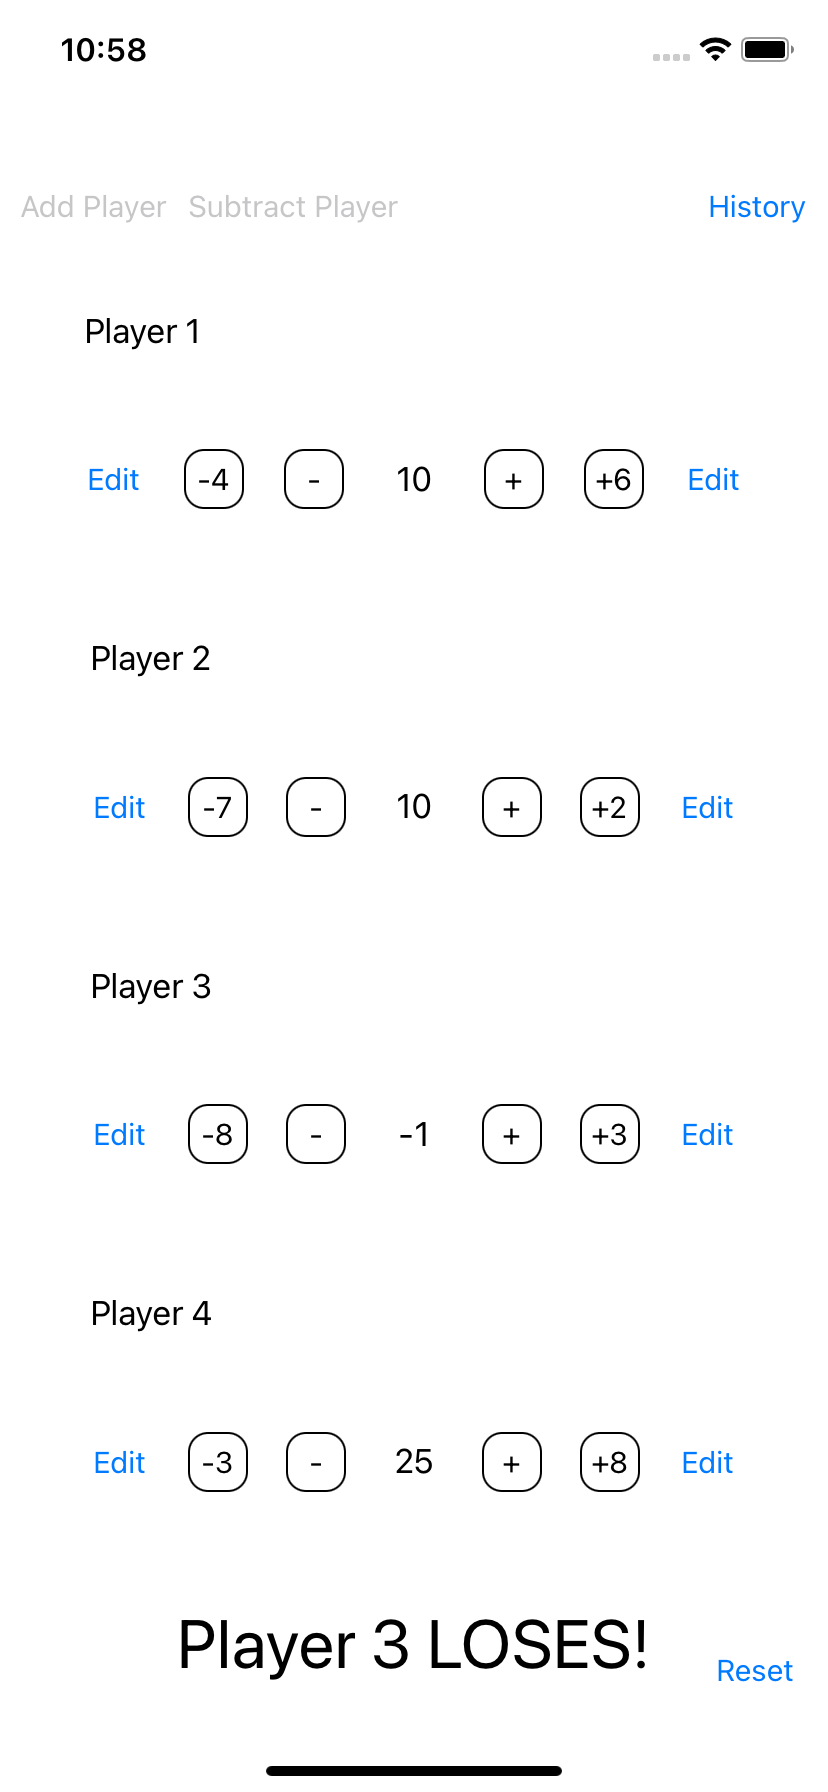 10:58
Add Player Subtract Player History
Player 1
Edit -4 - 10 + +6 Edit
Player 2
Edit -7 - 10 + +2 Edit
Player 3
Edit -8 - -1 + +3 Edit
Player 4
Edit -3 - 25 + +8 Edit
Player 3 LOSES!
Reset